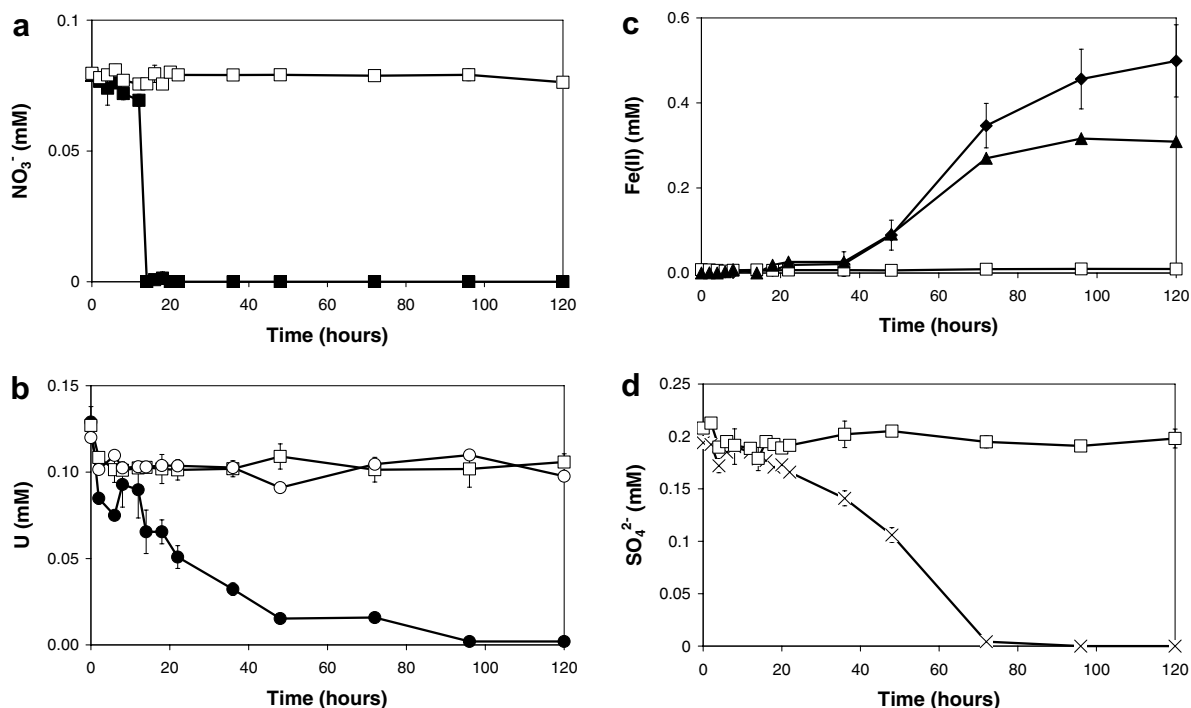 a
0.1
0.05
0
NO₃⁻ (mM)
0 20 40 60 80 100 120
Time (hours)
c
0.6
0.4
0.2
0.0
Fe(II) (mM)
0 20 40 60 80 100 120
Time (hours)
b
0.15
0.10
0.05
0.00
U (mM)
0 20 40 60 80 100 120
Time (hours)
d
0.25
0.2
0.15
0.1
0.05
0
SO₄²⁻ (mM)
0 20 40 60 80 100 120
Time (hours)